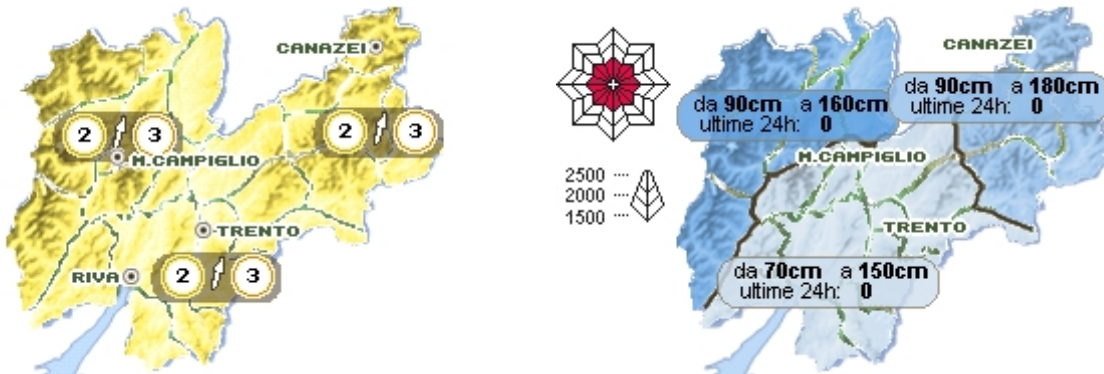 CANAZEI
2 3
2 3
M.CAMPIGLIO
TRENTO
RIVA
2 3
CANAZEI
da 90cm a 180cm
ultime 24h: 0
da 90cm a 160cm
ultime 24h: 0
M.CAMPIGLIO
2500
2000
1500
TRENTO
da 70cm a 150cm
ultime 24h: 0